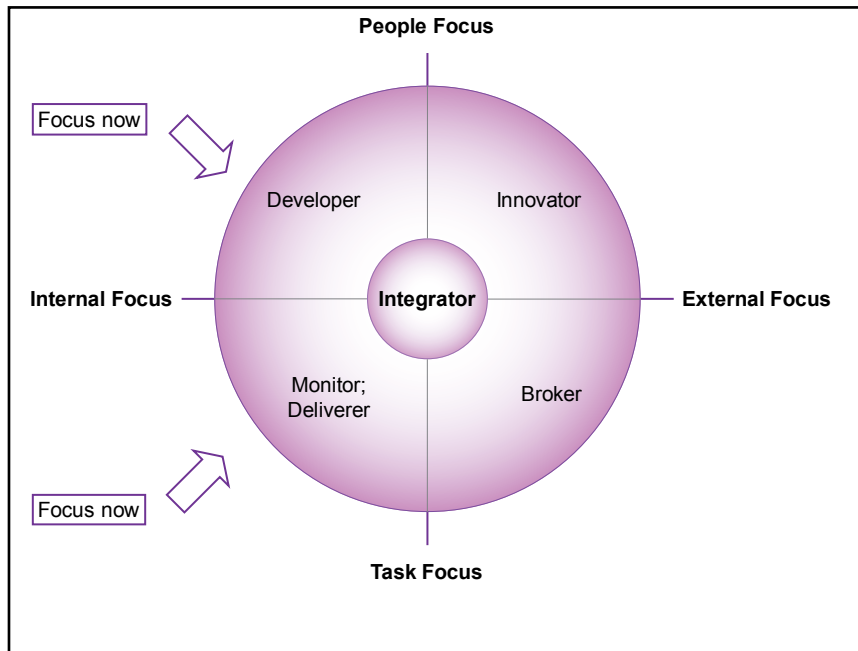 People Focus
Focus now
Developer
Innovator
Internal Focus
Integrator
External Focus
Monitor;
Deliverer
Broker
Focus now
Task Focus